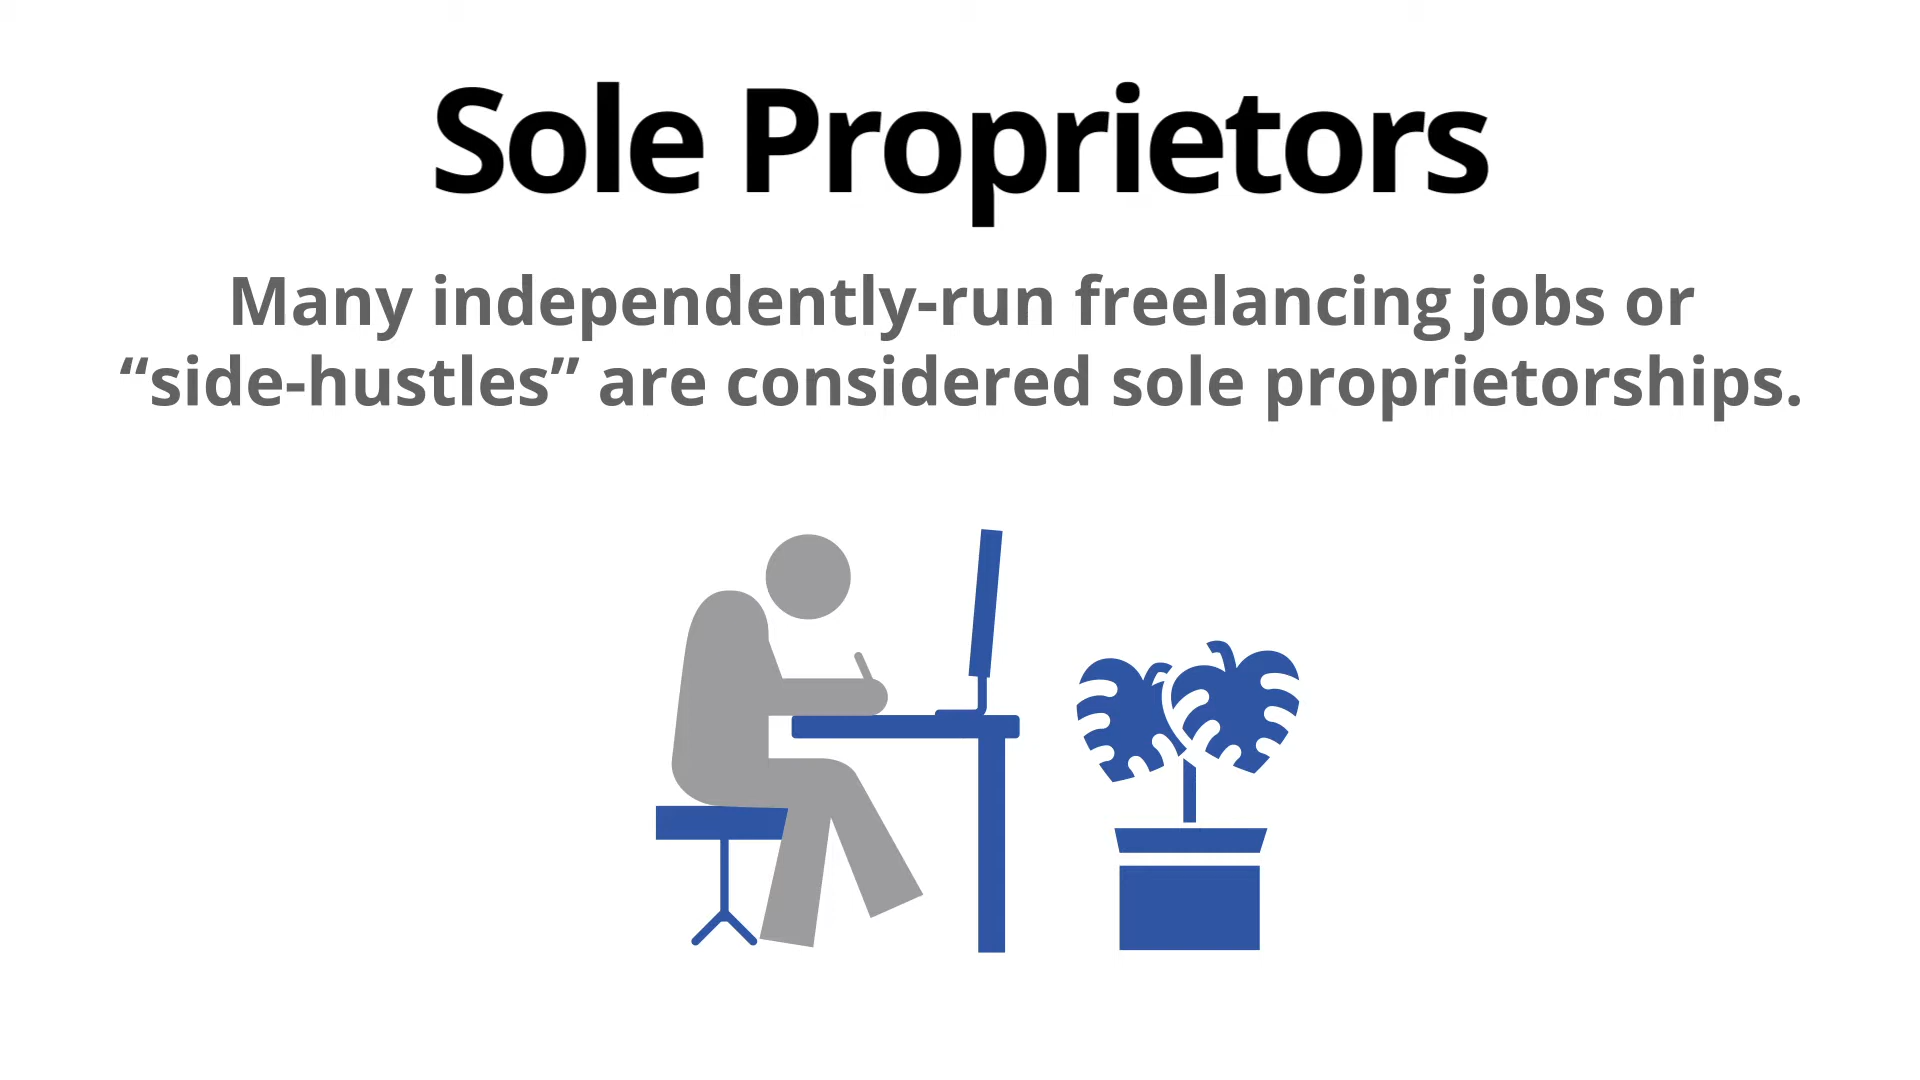 Sole Proprietors
Many independently-run freelancing jobs or
“side-hustles” are considered sole proprietorships.